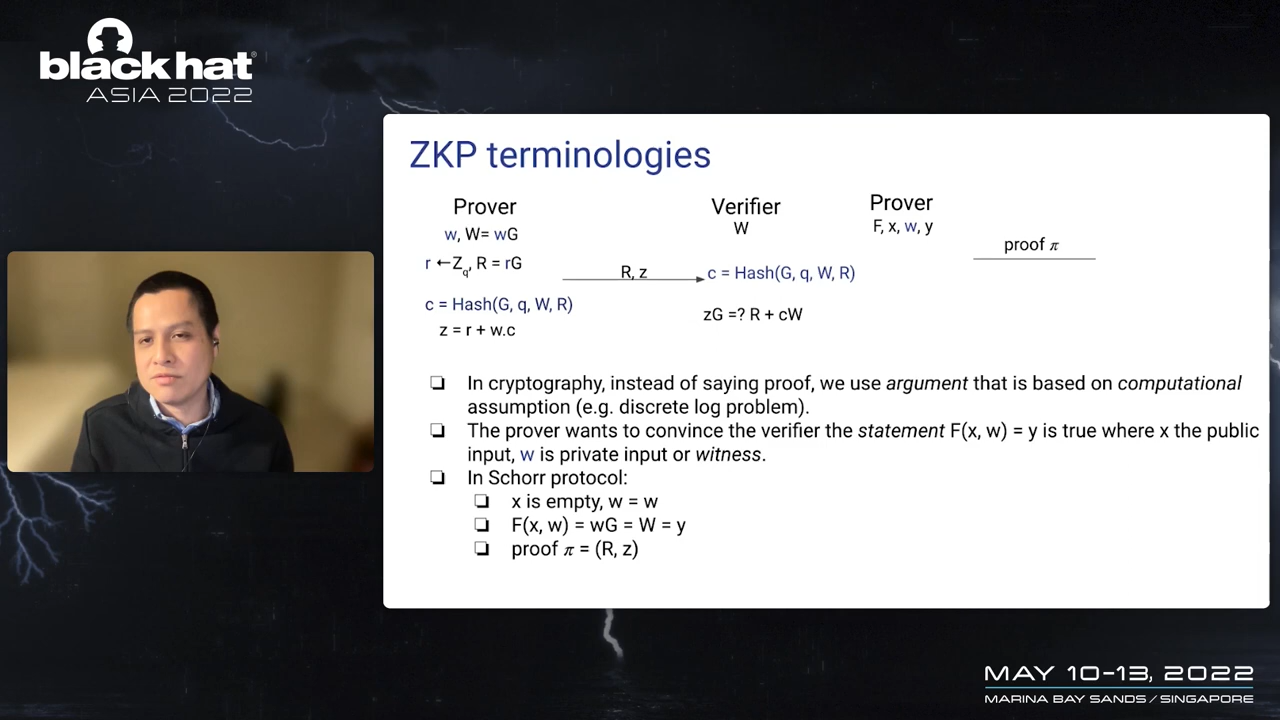 black hat®
ASIA 2022
ZKP terminologies
Prover
w, W= wG
r ←Zq, R = rG
c = Hash(G, q, W, R)
z = r + w.c
R, z
Verifier
W
c = Hash(G, q, W, R)
zG =? R + cW
Prover
F, x, w, y
proof π
❑ In cryptography, instead of saying proof, we use argument that is based on computational
assumption (e.g. discrete log problem).
❑ The prover wants to convince the verifier the statement F(x, w) = y is true where x the public
input, w is private input or witness.
❑ In Schorr protocol:
❑ x is empty, w = w
❑ F(x, w) = wG = W = y
❑ proof π = (R, z)
MAY 10-13, 2022
MARINA BAY SANDS / SINGAPORE